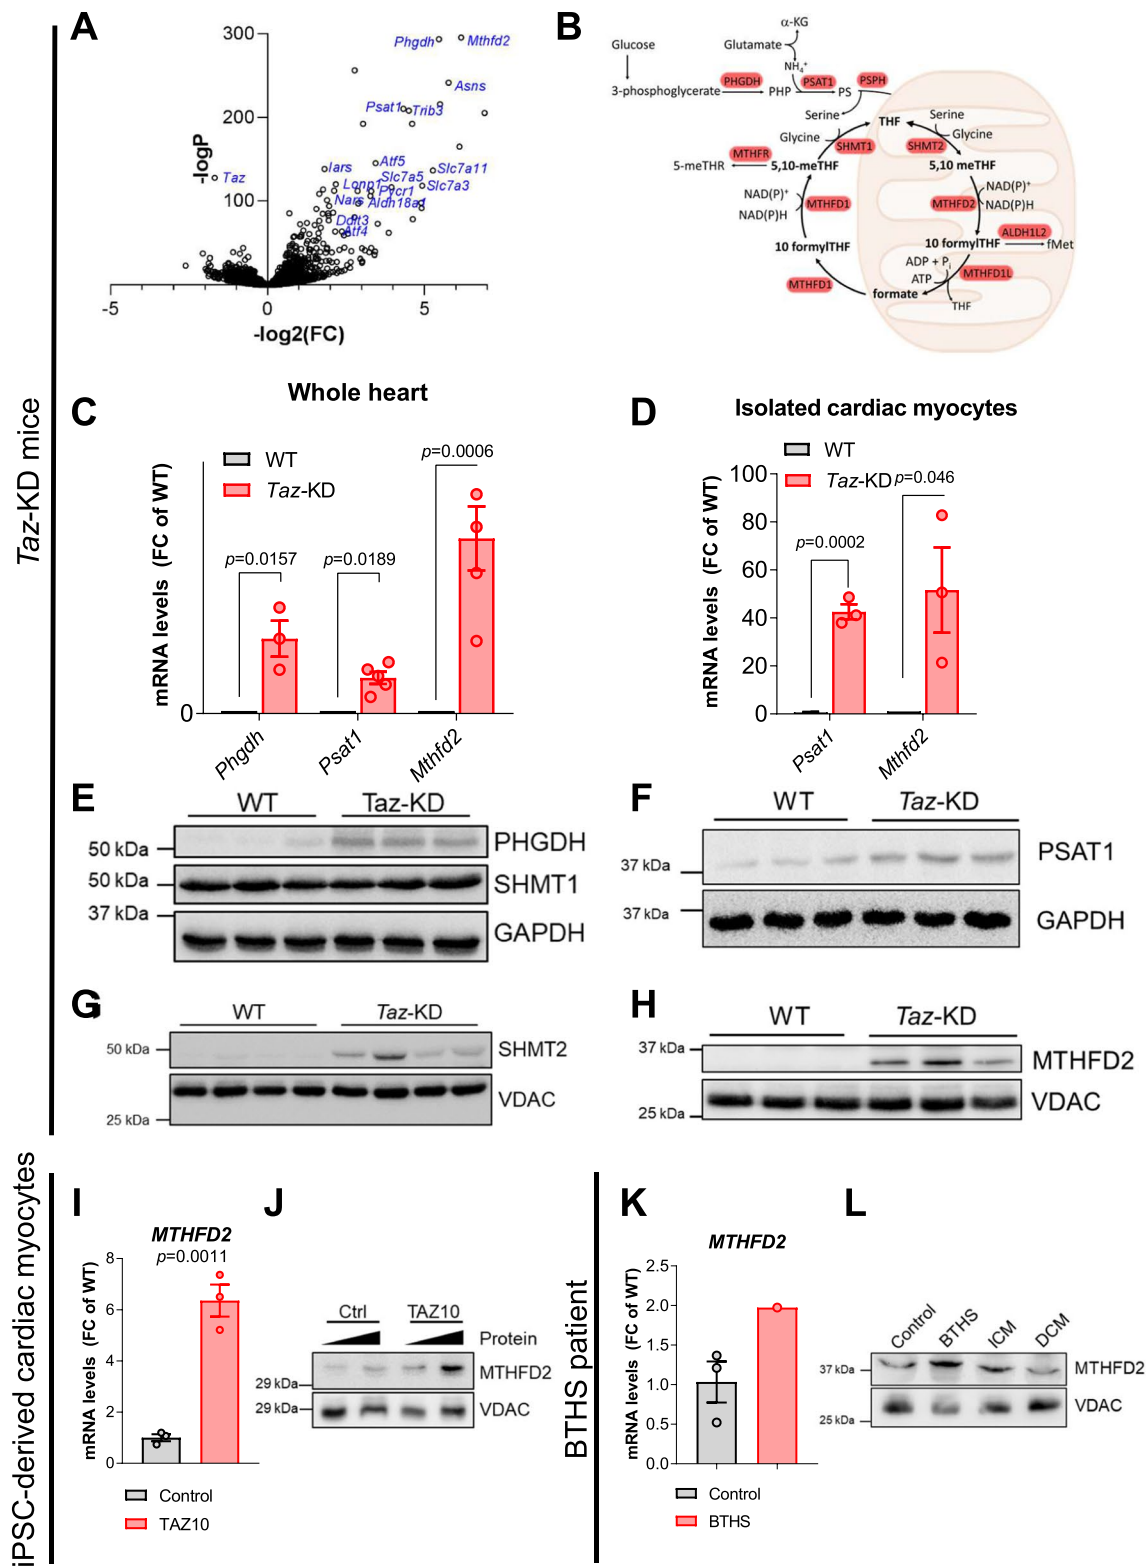 Taz-KD mice
A
300
200
100
-logP
-5
0
5
-log2(FC)
Phgdh
Mthfd2
Asns
Psat1
Trib3
Iars
Atf5
Slc7a11
Slc7a5
Slc7a3
Lonp1
Pycr1
Nars
Aldh18a1
Ddit3
Atf4
Taz
B
α-KG
Glucose
Glutamate
NH₄⁺
3-phosphoglycerate
PHGDH
PHP
PSAT1
PS
PSPH
Serine
THF
Serine
Glycine
Glycine
SHMT1
SHMT2
5-meTHR
MTHFR
5,10-meTHF
5,10 meTHF
NAD(P)⁺
NAD(P)H
MTHFD1
MTHFD2
NAD(P)⁺
NAD(P)H
10 formylTHF
10 formylTHF
ALDH1L2
fMet
ADP + Pi
ATP
MTHFD1L
MTHFD1
formate
THF
C
Whole heart
mRNA levels (FC of WT)
WT
Taz-KD
p=0.0006
p=0.0157
p=0.0189
0
Phgdh
Psat1
Mthfd2
D
Isolated cardiac myocytes
mRNA levels (FC of WT)
WT
Taz-KD
p=0.046
p=0.0002
100
80
60
40
20
0
Psat1
Mthfd2
E
WT
Taz-KD
50 kDa
PHGDH
50 kDa
SHMT1
37 kDa
GAPDH
F
WT
Taz-KD
37 kDa
PSAT1
37 kDa
GAPDH
G
WT
Taz-KD
50 kDa
SHMT2
VDAC
25 kDa
H
WT
Taz-KD
37 kDa
MTHFD2
VDAC
25 kDa
iPSC-derived cardiac myocytes
I
MTHFD2
p=0.0011
mRNA levels (FC of WT)
8
6
4
2
0
Control
TAZ10
J
Ctrl
TAZ10
Protein
MTHFD2
29 kDa
29 kDa
VDAC
BTHS patient
K
MTHFD2
mRNA levels (FC of WT)
2.5
2.0
1.5
1.0
0.5
0.0
Control
BTHS
L
Control
BTHS
ICM
DCM
37 kDa
MTHFD2
VDAC
25 kDa